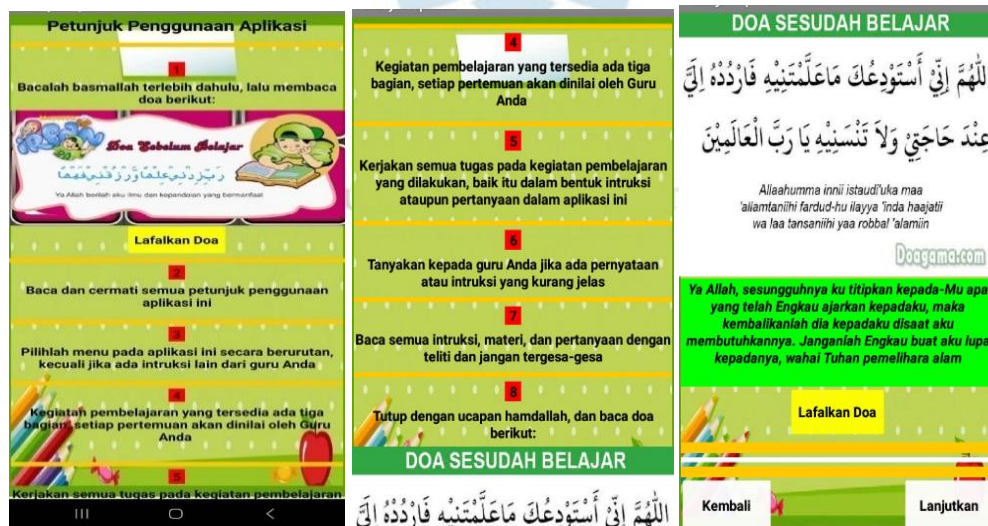 Petunjuk Penggunaan Aplikasi
1
Bacalah basmallah terlebih dahulu, lalu membaca
doa berikut:
Doa Sebelum Belajar
رَبِّ زِدْنِي عِلْمًا وَرْزُقْنِي فَهْمًا
Ya Allah berilah aku ilmu dan kepandaian yang bermanfaat
Lafalkan Doa
2
Baca dan cermati semua petunjuk penggunaan
aplikasi ini
3
Pilihlah menu pada aplikasi ini secara berurutan,
kecuali jika ada intruksi lain dari guru Anda
4
Kegiatan pembelajaran yang tersedia ada tiga
bagian, setiap pertemuan akan dinilai oleh Guru
Anda
5
Kerjakan semua tugas pada kegiatan pembelajaran
4
Kegiatan pembelajaran yang tersedia ada tiga
bagian, setiap pertemuan akan dinilai oleh Guru
Anda
5
Kerjakan semua tugas pada kegiatan pembelajaran
yang dilakukan, baik itu dalam bentuk intruksi
ataupun pertanyaan dalam aplikasi ini
6
Tanyakan kepada guru Anda jika ada pernyataan
atau intruksi yang kurang jelas
7
Baca semua intruksi, materi, dan pertanyaan dengan
teliti dan jangan tergesa-gesa
8
Tutup dengan ucapan hamdallah, dan baca doa
berikut:
DOA SESUDAH BELAJAR
اللّٰهُمَّ إِنِّيْ أَسْتَوْدِعُكَ مَاعَلَّمْتَنِيْهِ فَارْدُدْهُ اِلَيَّ
DOA SESUDAH BELAJAR
اللّٰهُمَّ إِنِّيْ أَسْتَوْدِعُكَ مَاعَلَّمْتَنِيْهِ فَارْدُدْهُ اِلَيَّ
عِنْدَ حَاجَتِيْ وَلاَ تَنْسَنِيْهِ يَا رَبَّ الْعَالَمِيْنَ
Allaahumma innii istaudi'uka maa
'allamtaniihi fardud-hu ilayya 'inda haajatii
wa laa tansaniihi yaa robbal 'alamiin
Doagama.com
Ya Allah, sesungguhnya ku titipkan kepada-Mu apa
yang telah Engkau ajarkan kepadaku, maka
kembalikanlah dia kepadaku disaat aku
membutuhkannya. Janganlah Engkau buat aku lupa
kepadanya, wahai Tuhan pemelihara alam
Lafalkan Doa
Kembali
Lanjutkan